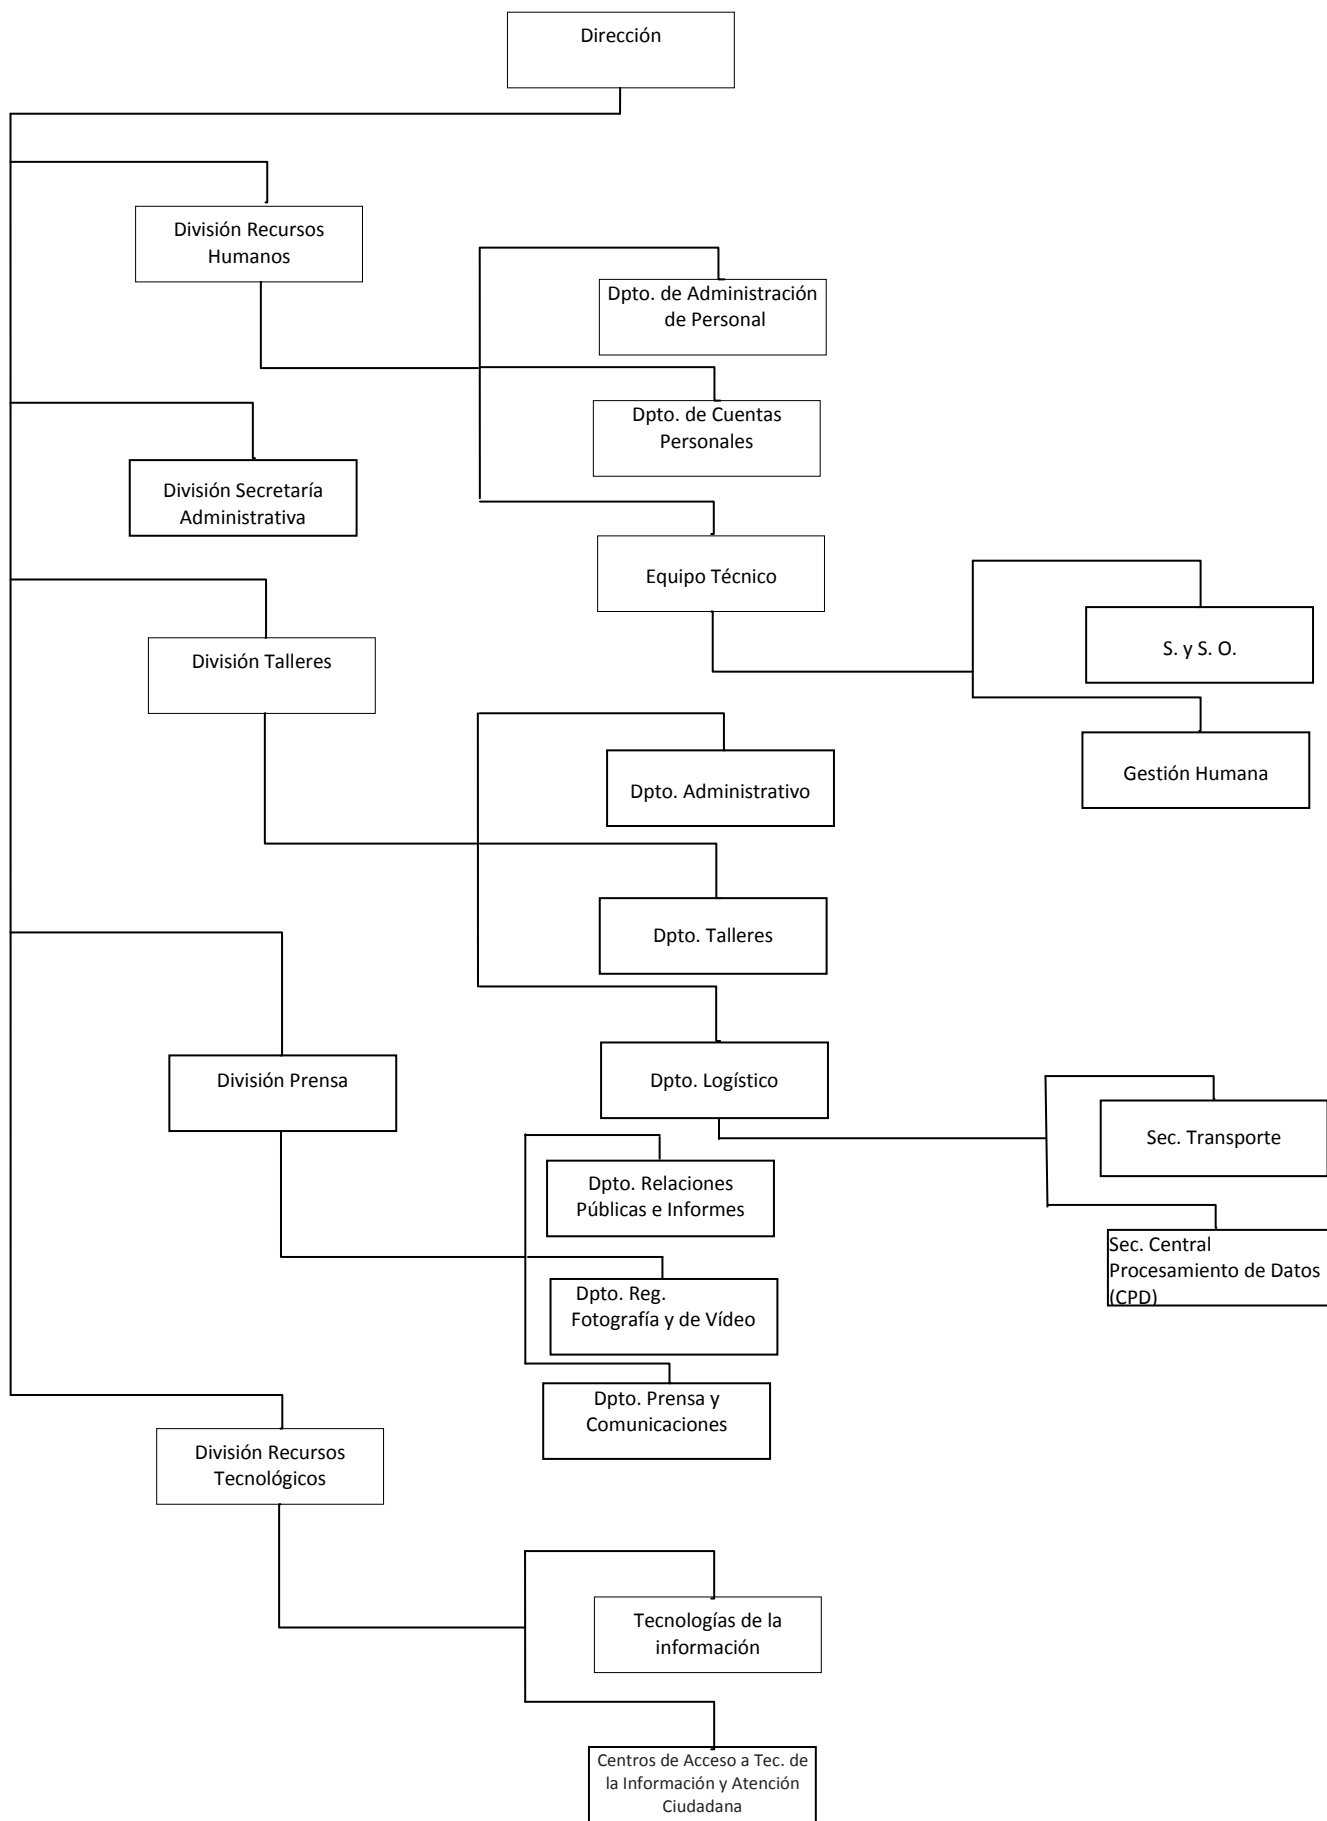 Dirección
División Recursos
Humanos
Dpto. de Administración
de Personal
Dpto. de Cuentas
Personales
División Secretaría
Administrativa
Equipo Técnico
S. y S. O.
División Talleres
Gestión Humana
Dpto. Administrativo
Dpto. Talleres
División Prensa
Dpto. Logístico
Sec. Transporte
Dpto. Relaciones
Públicas e Informes
Sec. Central
Procesamiento de Datos
(CPD)
Dpto. Reg.
Fotografía y de Vídeo
Dpto. Prensa y
Comunicaciones
División Recursos
Tecnológicos
Tecnologías de la
información
Centros de Acceso a Tec. de
la Información y Atención
Ciudadana